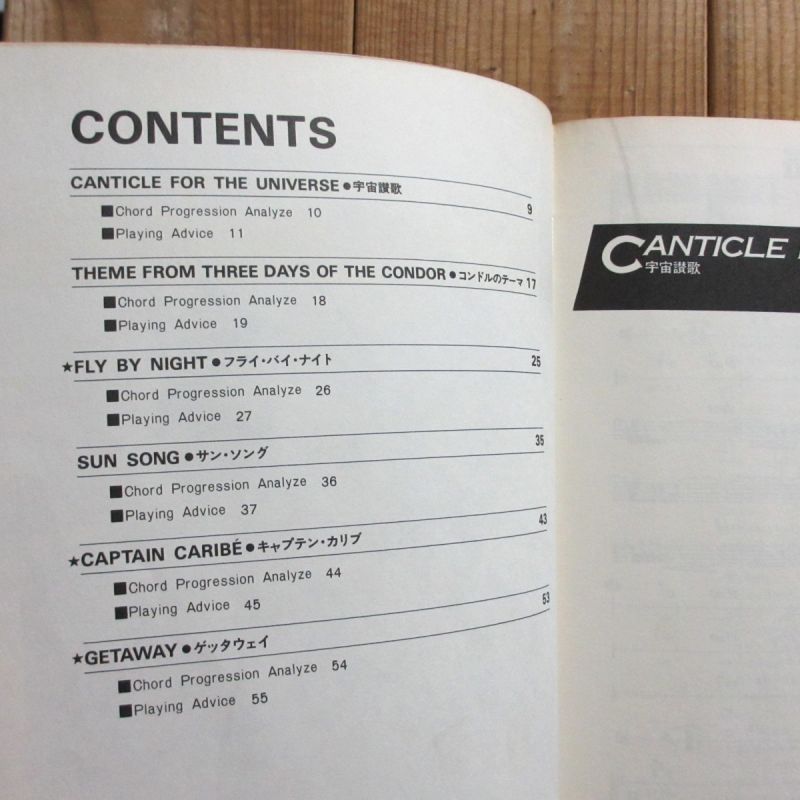 CONTENTS
CANTICLE FOR THE UNIVERSE●宇宙讃歌 9
■Chord Progression Analyze 10
■Playing Advice 11
THEME FROM THREE DAYS OF THE CONDOR●コンドルのテーマ 17
■Chord Progression Analyze 18
■Playing Advice 19
★FLY BY NIGHT●フライ・バイ・ナイト 25
■Chord Progression Analyze 26
■Playing Advice 27
SUN SONG●サン・ソング 35
■Chord Progression Analyze 36
■Playing Advice 37
★CAPTAIN CARIBÉ●キャプテン・カリブ 43
■Chord Progression Analyze 44
■Playing Advice 45
★GETAWAY●ゲッタウェイ 53
■Chord Progression Analyze 54
■Playing Advice 55
CANTICLE
宇宙讃歌